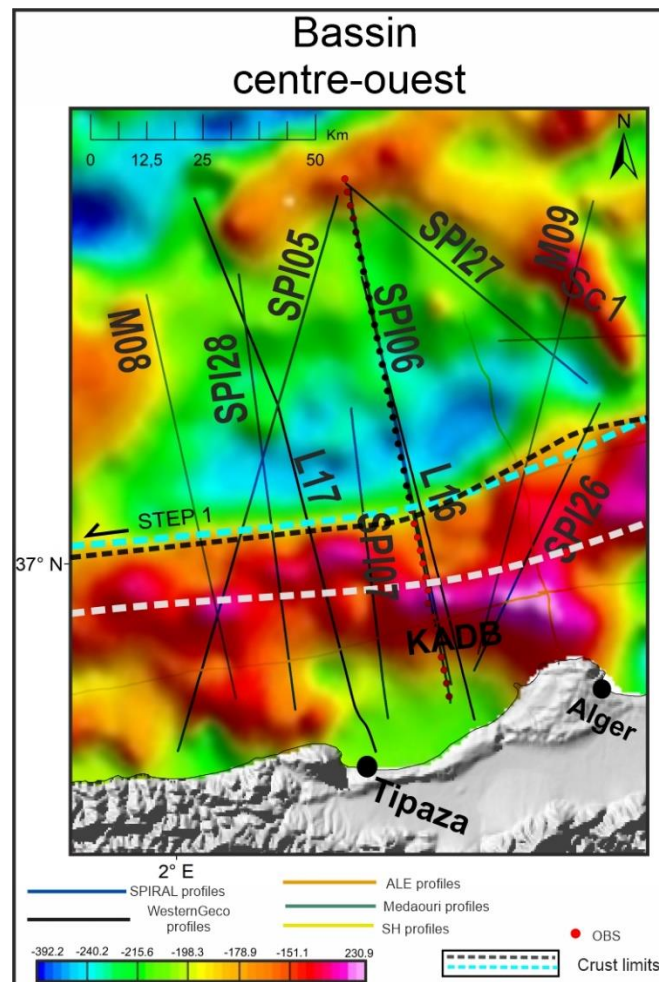 Bassin
centre-ouest
N
Km
0 12,5 25 50
SPI05
SPI27
M09
SC1
SPI06
M08
SPI28
L17
L16
STEP 1
SPI07
SPI26
37° N
KADB
Alger
Tipaza
2° E
SPIRAL profiles
WesternGeco
profiles
ALE profiles
Medaouri profiles
SH profiles
OBS
Crust limits
-392.2 -240.2 -215.6 -198.3 -178.9 -151.1 230.9